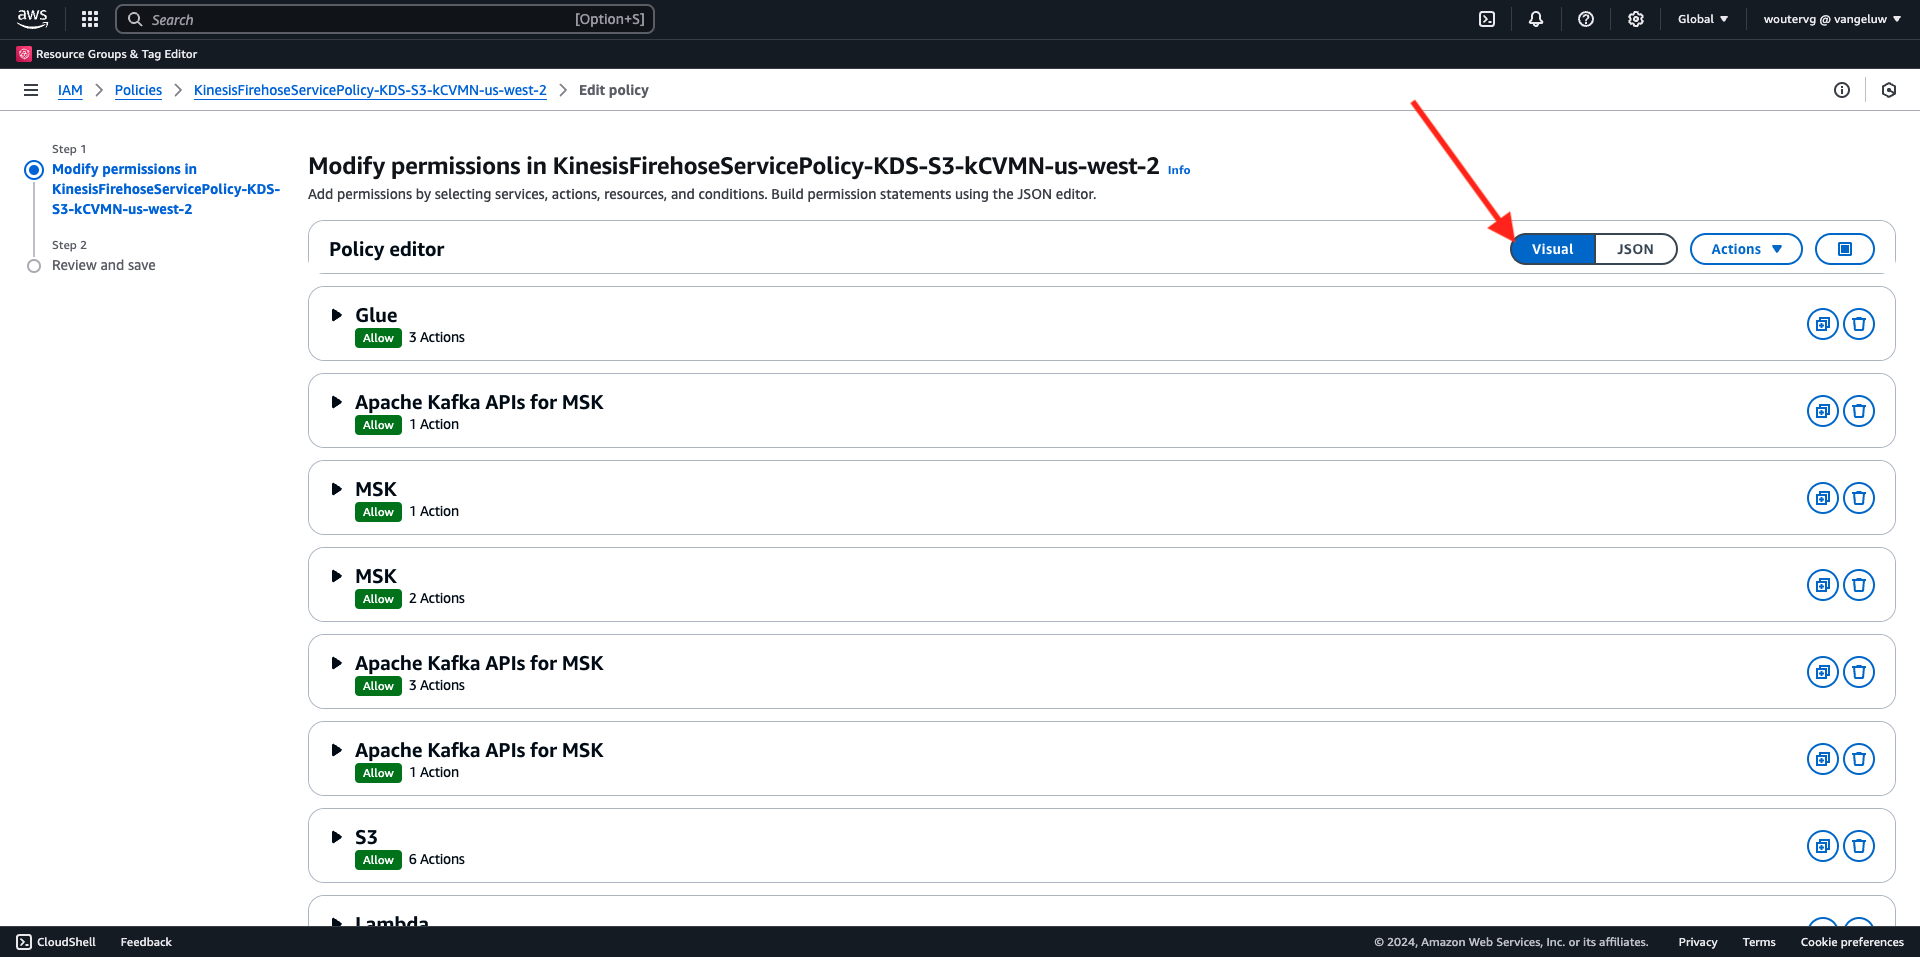 aws
Search [Option+S]
Global
woutervg @ vangeluw
Resource Groups & Tag Editor
IAM
Policies
KinesisFirehoseServicePolicy-KDS-S3-kCVMN-us-west-2
Edit policy
Step 1
Modify permissions in
KinesisFirehoseServicePolicy-KDS-
S3-kCVMN-us-west-2
Step 2
Review and save
Modify permissions in KinesisFirehoseServicePolicy-KDS-S3-kCVMN-us-west-2 Info
Add permissions by selecting services, actions, resources, and conditions. Build permission statements using the JSON editor.
Policy editor
Visual
JSON
Actions
Glue
Allow 3 Actions
Apache Kafka APIs for MSK
Allow 1 Action
MSK
Allow 1 Action
MSK
Allow 2 Actions
Apache Kafka APIs for MSK
Allow 3 Actions
Apache Kafka APIs for MSK
Allow 1 Action
S3
Allow 6 Actions
Lambda
CloudShell
Feedback
© 2024, Amazon Web Services, Inc. or its affiliates.
Privacy
Terms
Cookie preferences